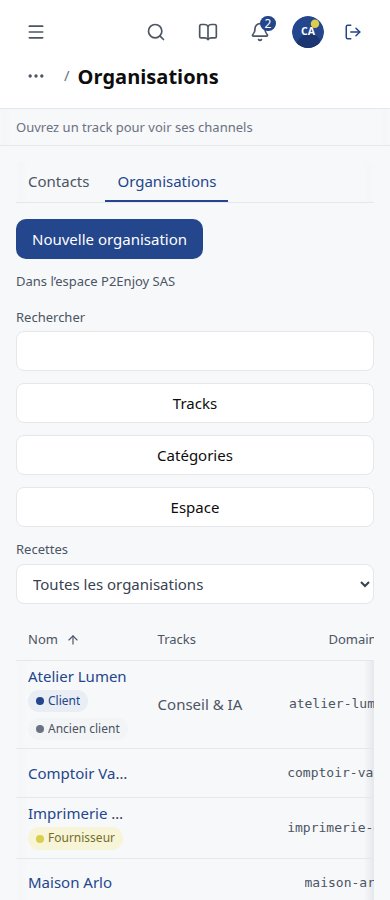 2
CA
... / Organisations
Ouvrez un track pour voir ses channels
Contacts Organisations
Nouvelle organisation
Dans l'espace P2Enjoy SAS
Rechercher
Tracks
Catégories
Espace
Recettes
Toutes les organisations
Nom ↑ Tracks Domain
Atelier Lumen
Client
Ancien client
Conseil & IA
atelier-lum
Comptoir Va... comptoir-va
Imprimerie ...
Fournisseur
imprimerie-
Maison Arlo maison-ar